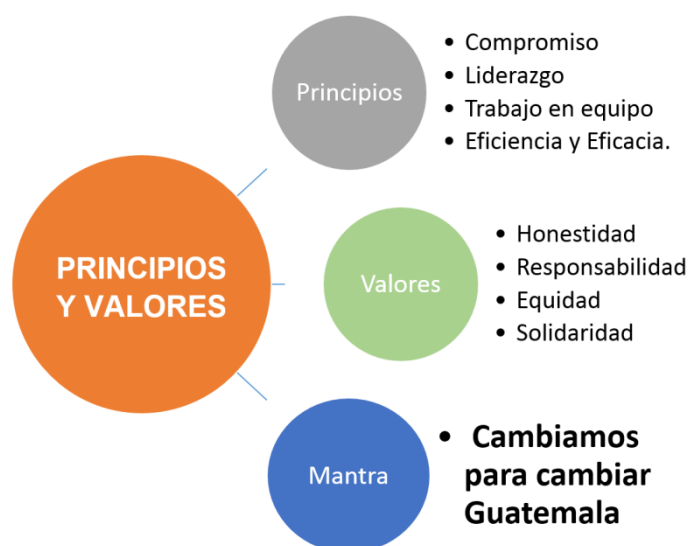 PRINCIPIOS
Y VALORES
Principios
• Compromiso
• Liderazgo
• Trabajo en equipo
• Eficiencia y Eficacia.
Valores
• Honestidad
• Responsabilidad
• Equidad
• Solidaridad
Mantra
• Cambiamos
para cambiar
Guatemala